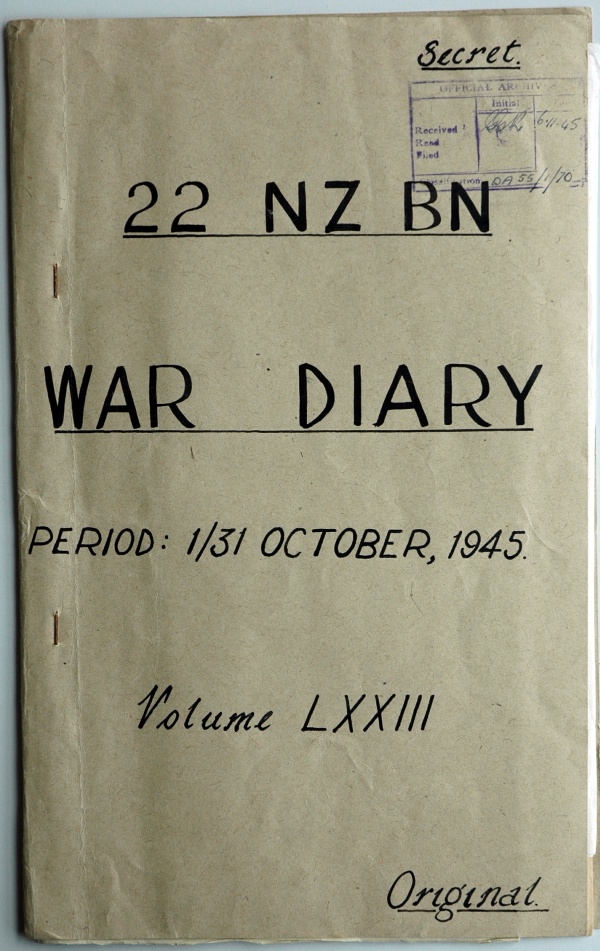 Secret.
OFFICIAL ARCHIVES
Initial
Received
6-11-45
Read
Filed
Classification DA 55/1/70
22 NZ BN
WAR DIARY
PERIOD: 1/31 OCTOBER, 1945.
Volume LXXIII
Original.